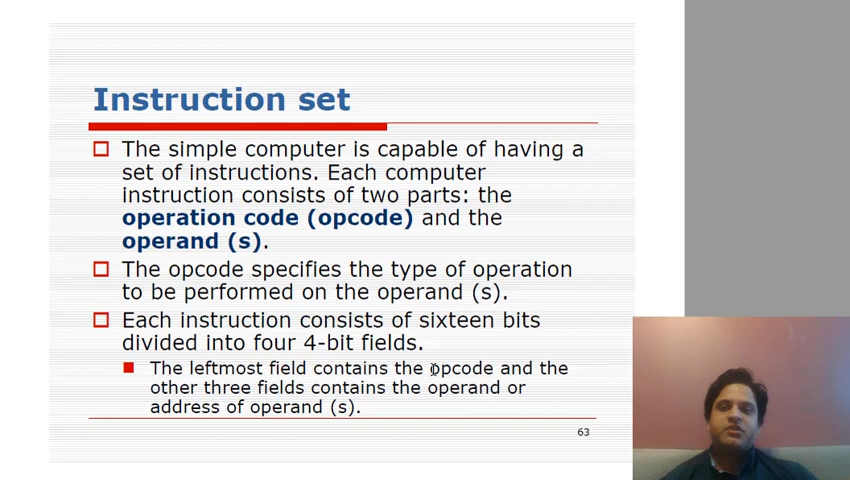 Instruction set
The simple computer is capable of having a
set of instructions. Each computer
instruction consists of two parts: the
operation code (opcode) and the
operand (s).
The opcode specifies the type of operation
to be performed on the operand (s).
Each instruction consists of sixteen bits
divided into four 4-bit fields.
The leftmost field contains the opcode and the
other three fields contains the operand or
address of operand (s).
63